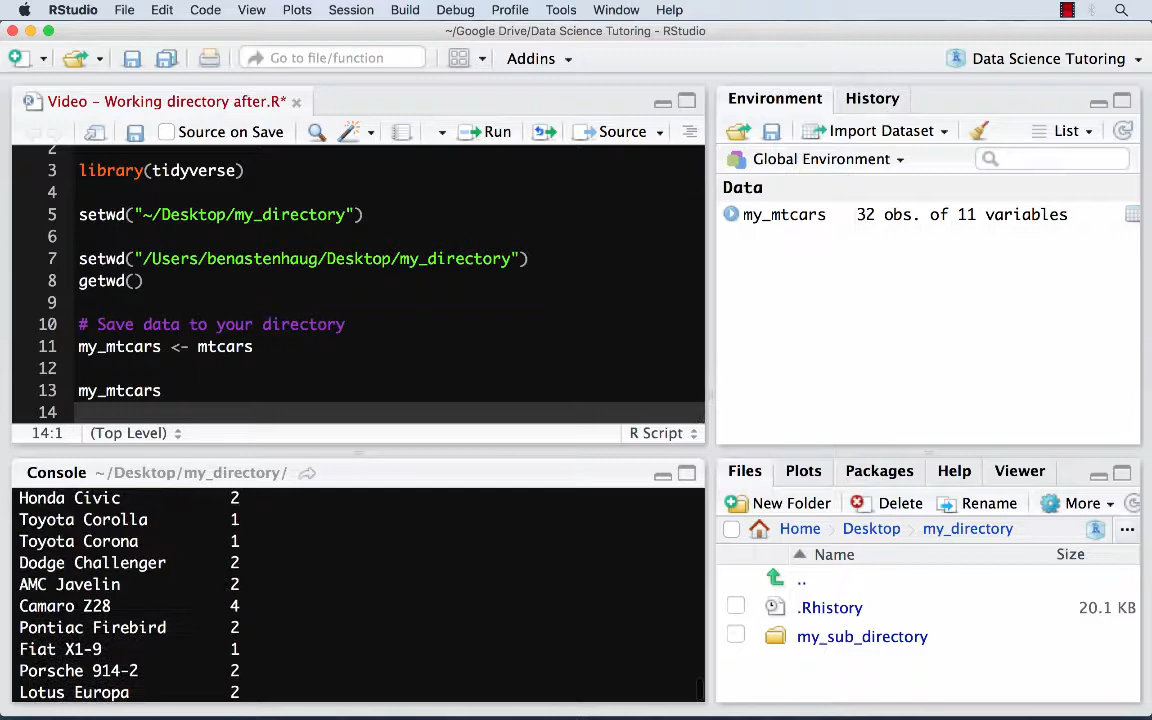 RStudio File Edit Code View Plots Session Build Debug Profile Tools Window Help
~/Google Drive/Data Science Tutoring - RStudio
Go to file/function Addins Data Science Tutoring
Video - Working directory after.R*
Source on Save Run Source
2
3 library(tidyverse)
4
5 setwd("~/Desktop/my_directory")
6
7 setwd("/Users/benastenhaug/Desktop/my_directory")
8 getwd()
9
10 # Save data to your directory
11 my_mtcars <- mtcars
12
13 my_mtcars
14
14:1 (Top Level) R Script
Console ~/Desktop/my_directory/
Honda Civic 2
Toyota Corolla 1
Toyota Corona 1
Dodge Challenger 2
AMC Javelin 2
Camaro Z28 4
Pontiac Firebird 2
Fiat X1-9 1
Porsche 914-2 2
Lotus Europa 2
Environment History
Import Dataset List
Global Environment
Data
my_mtcars 32 obs. of 11 variables
Files Plots Packages Help Viewer
New Folder Delete Rename More
Home Desktop my_directory
Name Size
..
.Rhistory 20.1 KB
my_sub_directory